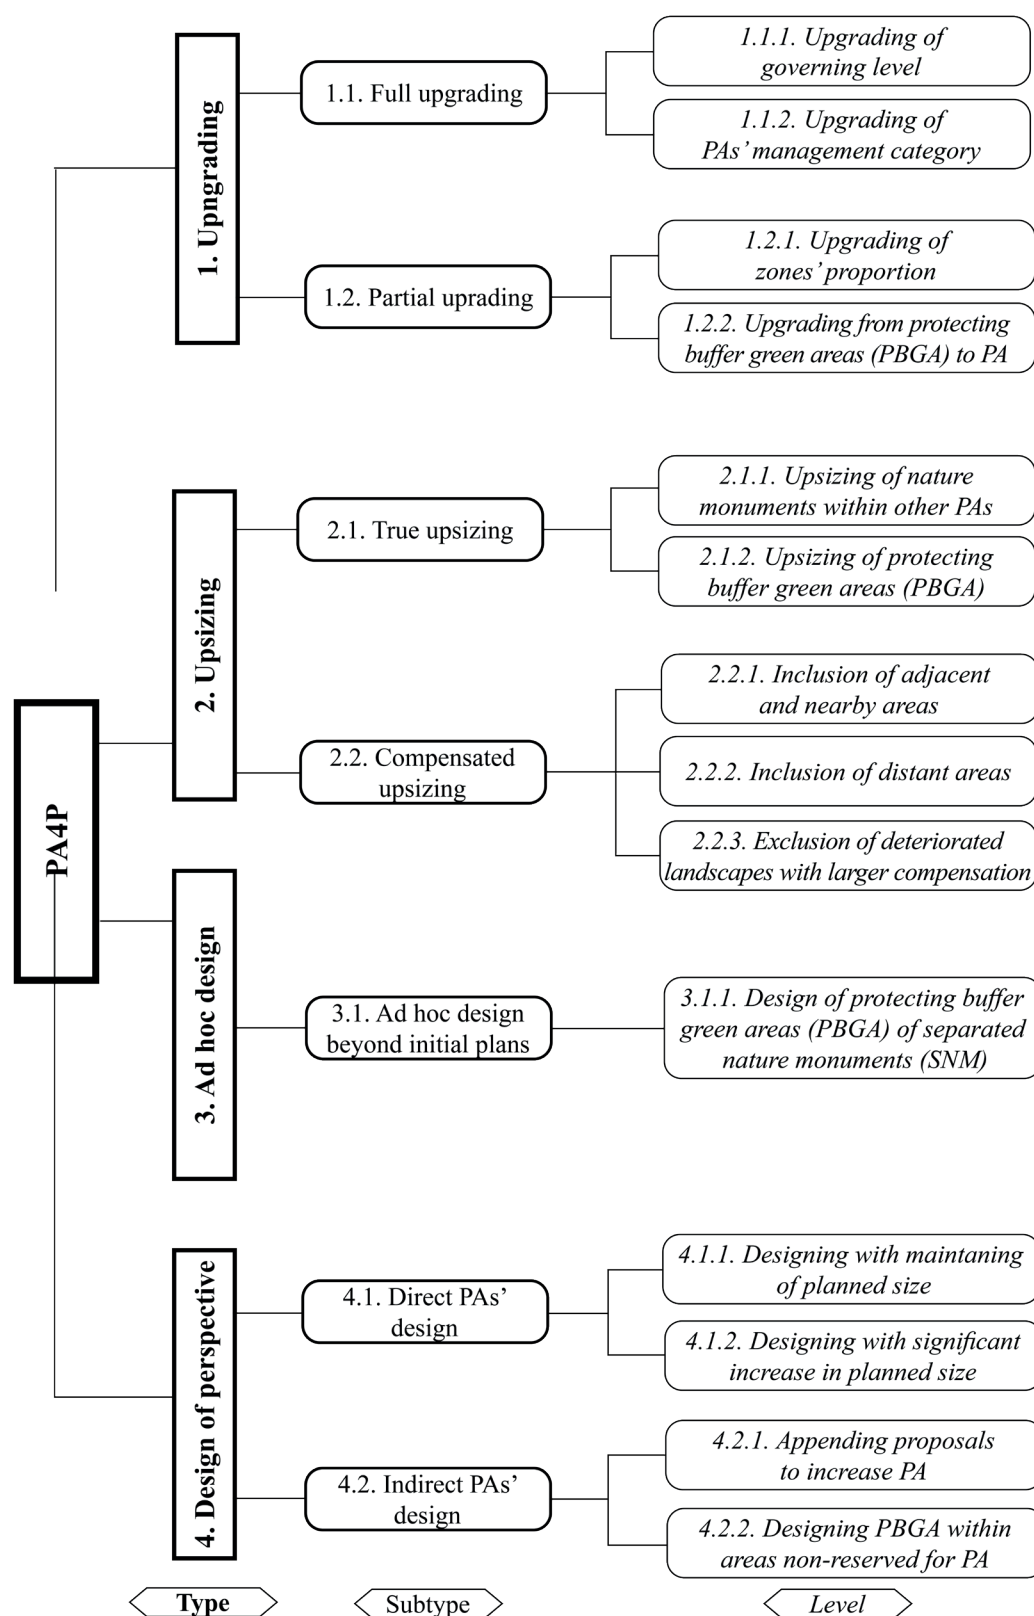 PA4P
1. Upngrading
1.1. Full upgrading
1.1.1. Upgrading of
governing level
1.1.2. Upgrading of
PAs’ management category
1.2. Partial uprading
1.2.1. Upgrading of
zones’ proportion
1.2.2. Upgrading from protecting
buffer green areas (PBGA) to PA
2. Upsizing
2.1. True upsizing
2.1.1. Upsizing of nature
monuments within other PAs
2.1.2. Upsizing of protecting
buffer green areas (PBGA)
2.2. Compensated
upsizing
2.2.1. Inclusion of adjacent
and nearby areas
2.2.2. Inclusion of distant areas
2.2.3. Exclusion of deteriorated
landscapes with larger compensation
3. Ad hoc design
3.1. Ad hoc design
beyond initial plans
3.1.1. Design of protecting buffer
green areas (PBGA) of separated
nature monuments (SNM)
4. Design of perspective
4.1. Direct PAs’
design
4.1.1. Designing with maintaning
of planned size
4.1.2. Designing with significant
increase in planned size
4.2. Indirect PAs’
design
4.2.1. Appending proposals
to increase PA
4.2.2. Designing PBGA within
areas non-reserved for PA
Type
Subtype
Level